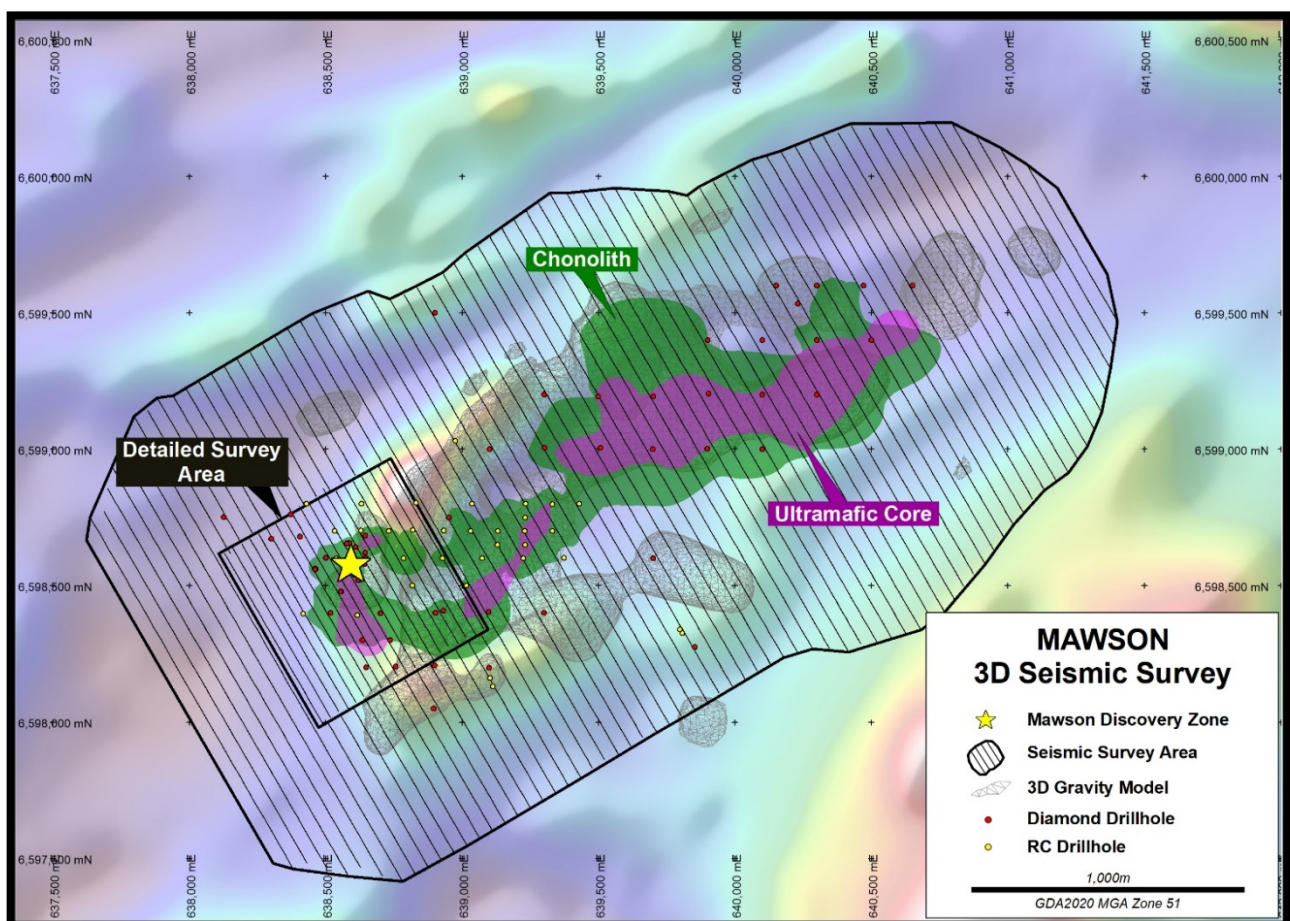 6,600,500 mN
637,500 mE
638,000 mE
638,500 mE
639,000 mE
639,500 mE
640,000 mE
640,500 mE
641,000 mE
641,500 mE
6,600,500 mN
6,600,000 mN
6,600,000 mN
Chonolith
6,599,500 mN
6,599,500 mN
Detailed Survey
Area
6,599,000 mN
6,599,000 mN
Ultramafic Core
6,598,500 mN
6,598,500 mN
MAWSON
3D Seismic Survey
Mawson Discovery Zone
Seismic Survey Area
3D Gravity Model
Diamond Drillhole
RC Drillhole
1,000m
GDA2020 MGA Zone 51
6,598,000 mN
6,597,500 mN
637,500 mE
638,000 mE
638,500 mE
639,000 mE
639,500 mE
640,000 mE
640,500 mE